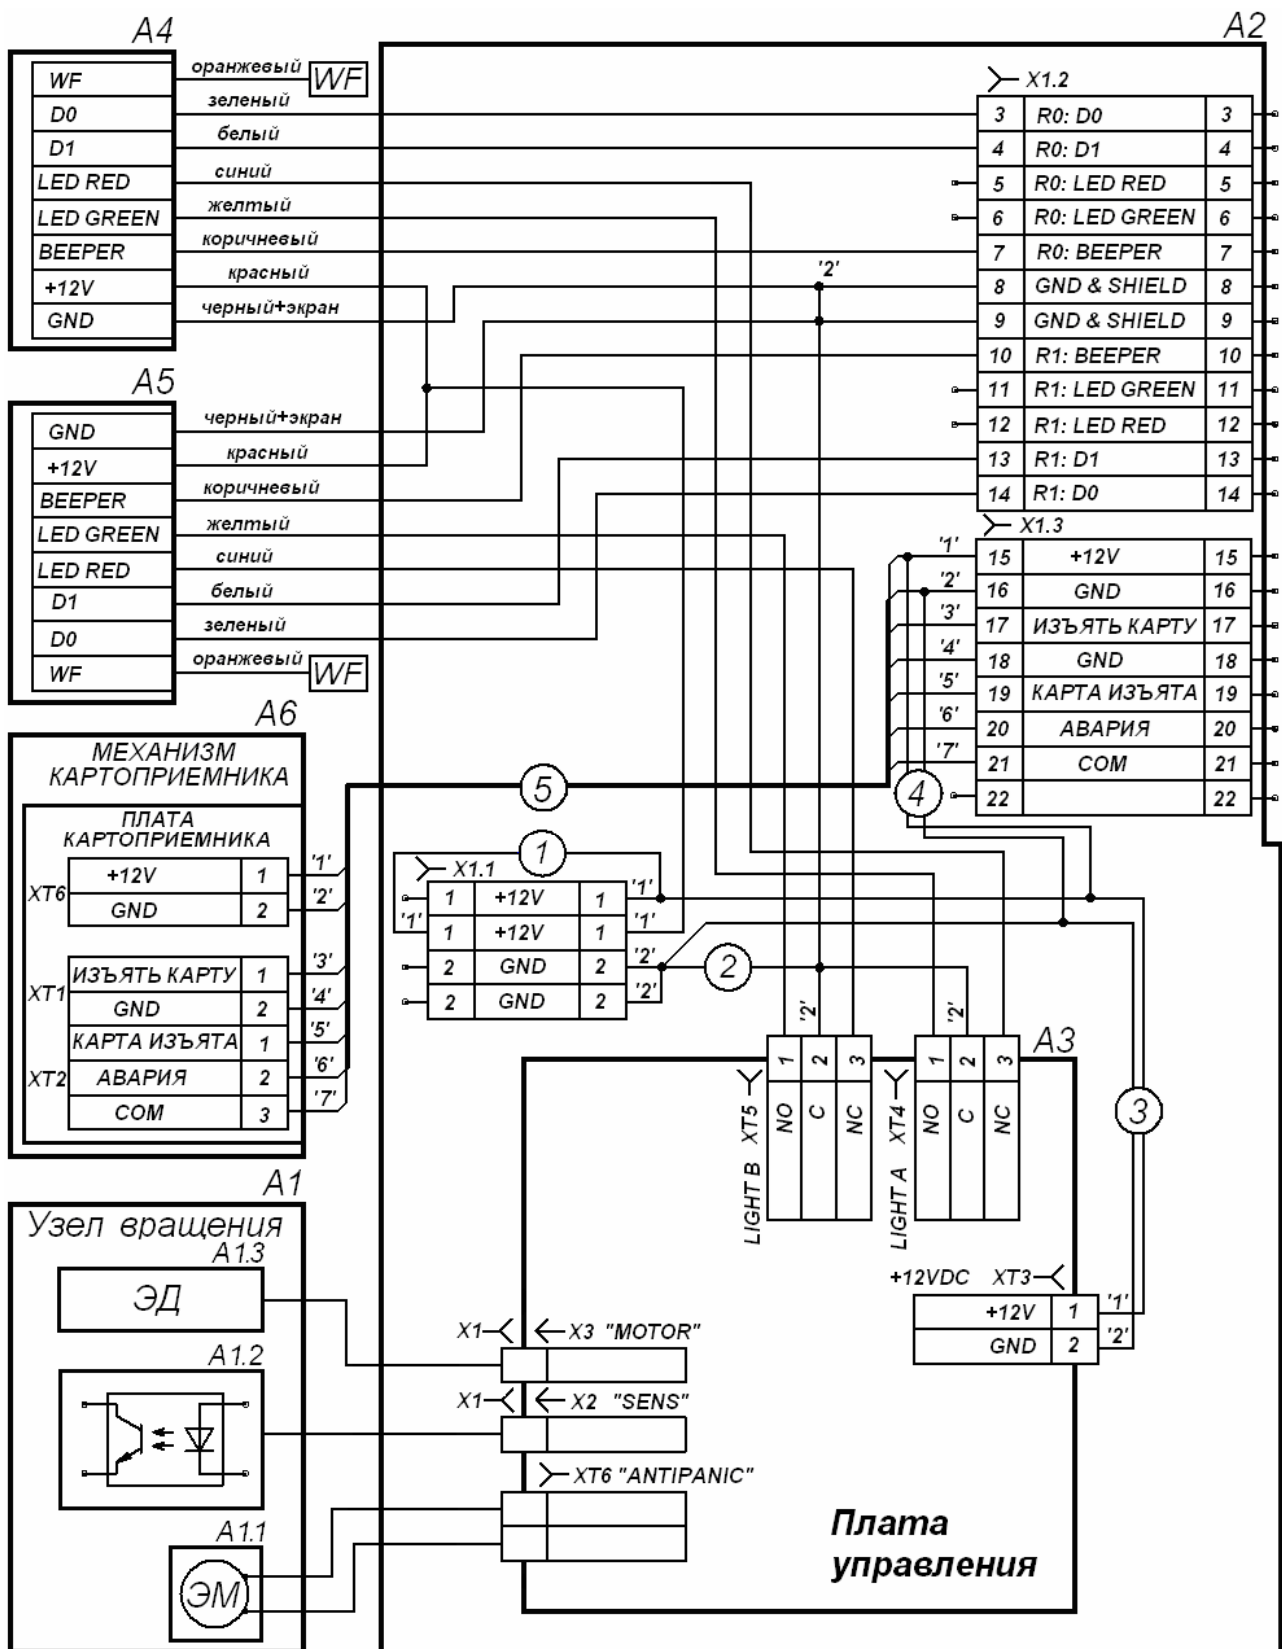 A4
A2
WF оранжевый WF
D0 зеленый
D1 белый
LED RED синий
LED GREEN желтый
BEEPER коричневый
+12V красный
GND черный+экран
'2'
X1.2
3 R0: D0 3
4 R0: D1 4
5 R0: LED RED 5
6 R0: LED GREEN 6
7 R0: BEEPER 7
8 GND & SHIELD 8
9 GND & SHIELD 9
10 R1: BEEPER 10
11 R1: LED GREEN 11
12 R1: LED RED 12
13 R1: D1 13
14 R1: D0 14
A5
GND черный+экран
+12V красный
BEEPER коричневый
LED GREEN желтый
LED RED синий
D1 белый
D0 зеленый
WF оранжевый WF
X1.3
'1' 15 +12V 15
'2' 16 GND 16
'3' 17 ИЗЪЯТЬ КАРТУ 17
'4' 18 GND 18
'5' 19 КАРТА ИЗЪЯТА 19
'6' 20 АВАРИЯ 20
'7' 21 COM 21
22 22
A6
МЕХАНИЗМ
КАРТОПРИЕМНИКА
ПЛАТА
КАРТОПРИЕМНИКА
XT6
+12V 1 '1'
GND 2 '2'
XT1
ИЗЪЯТЬ КАРТУ 1 '3'
GND 2 '4'
XT2
КАРТА ИЗЪЯТА 1 '5'
АВАРИЯ 2 '6'
COM 3 '7'
5
4
1
X1.1
1 +12V 1 '1'
'1' 1 +12V 1 '1'
2 GND 2 '2'
2 GND 2 '2'
2
'2'
'2'
A3
3
1 2 3
NO C NC
LIGHT B XT5
1 2 3
NO C NC
LIGHT A XT4
+12VDC XT3
+12V 1 '1'
GND 2 '2'
A1
Узел вращения
A1.3
ЭД
A1.2
A1.1
ЭМ
X1 X3 "MOTOR"
X1 X2 "SENS"
XT6 "ANTIPANIC"
Плата
управления